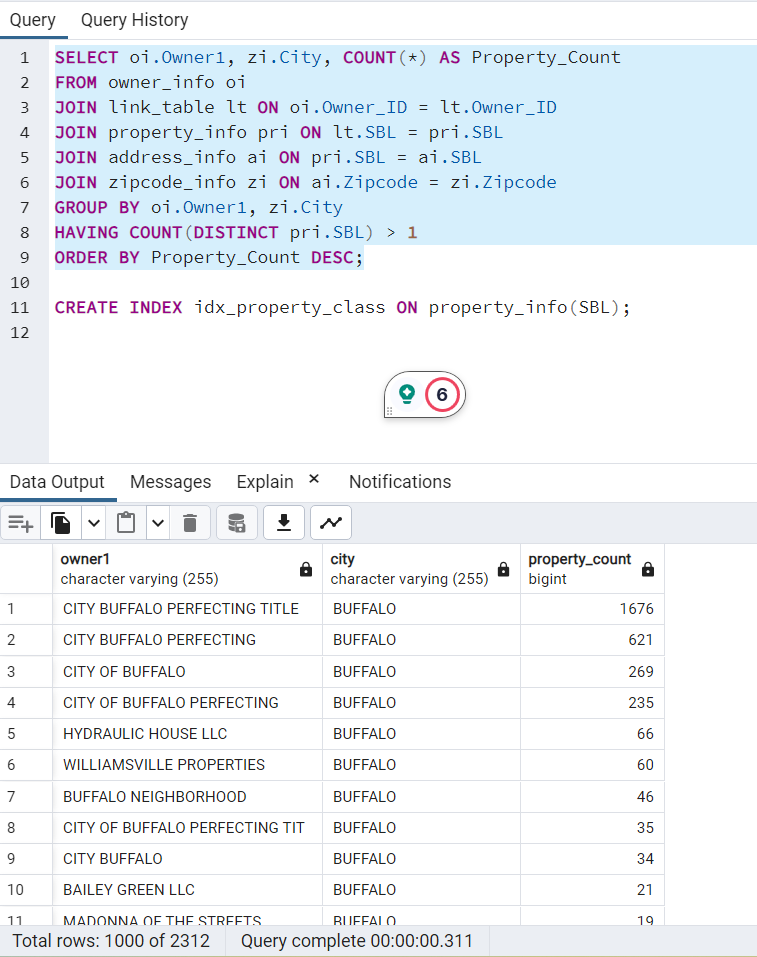 Query Query History
1 SELECT oi.Owner1, zi.City, COUNT(*) AS Property_Count
2 FROM owner_info oi
3 JOIN link_table lt ON oi.Owner_ID = lt.Owner_ID
4 JOIN property_info pri ON lt.SBL = pri.SBL
5 JOIN address_info ai ON pri.SBL = ai.SBL
6 JOIN zipcode_info zi ON ai.Zipcode = zi.Zipcode
7 GROUP BY oi.Owner1, zi.City
8 HAVING COUNT(DISTINCT pri.SBL) > 1
9 ORDER BY Property_Count DESC;
10
11 CREATE INDEX idx_property_class ON property_info(SBL);
12
6
Data Output Messages Explain × Notifications
owner1 city property_count
character varying (255) character varying (255) bigint
1 CITY BUFFALO PERFECTING TITLE BUFFALO 1676
2 CITY BUFFALO PERFECTING BUFFALO 621
3 CITY OF BUFFALO BUFFALO 269
4 CITY OF BUFFALO PERFECTING BUFFALO 235
5 HYDRAULIC HOUSE LLC BUFFALO 66
6 WILLIAMSVILLE PROPERTIES BUFFALO 60
7 BUFFALO NEIGHBORHOOD BUFFALO 46
8 CITY OF BUFFALO PERFECTING TIT BUFFALO 35
9 CITY BUFFALO BUFFALO 34
10 BAILEY GREEN LLC BUFFALO 21
11 MADONNA OF THE STREETS BUFFALO 19
Total rows: 1000 of 2312 Query complete 00:00:00.311